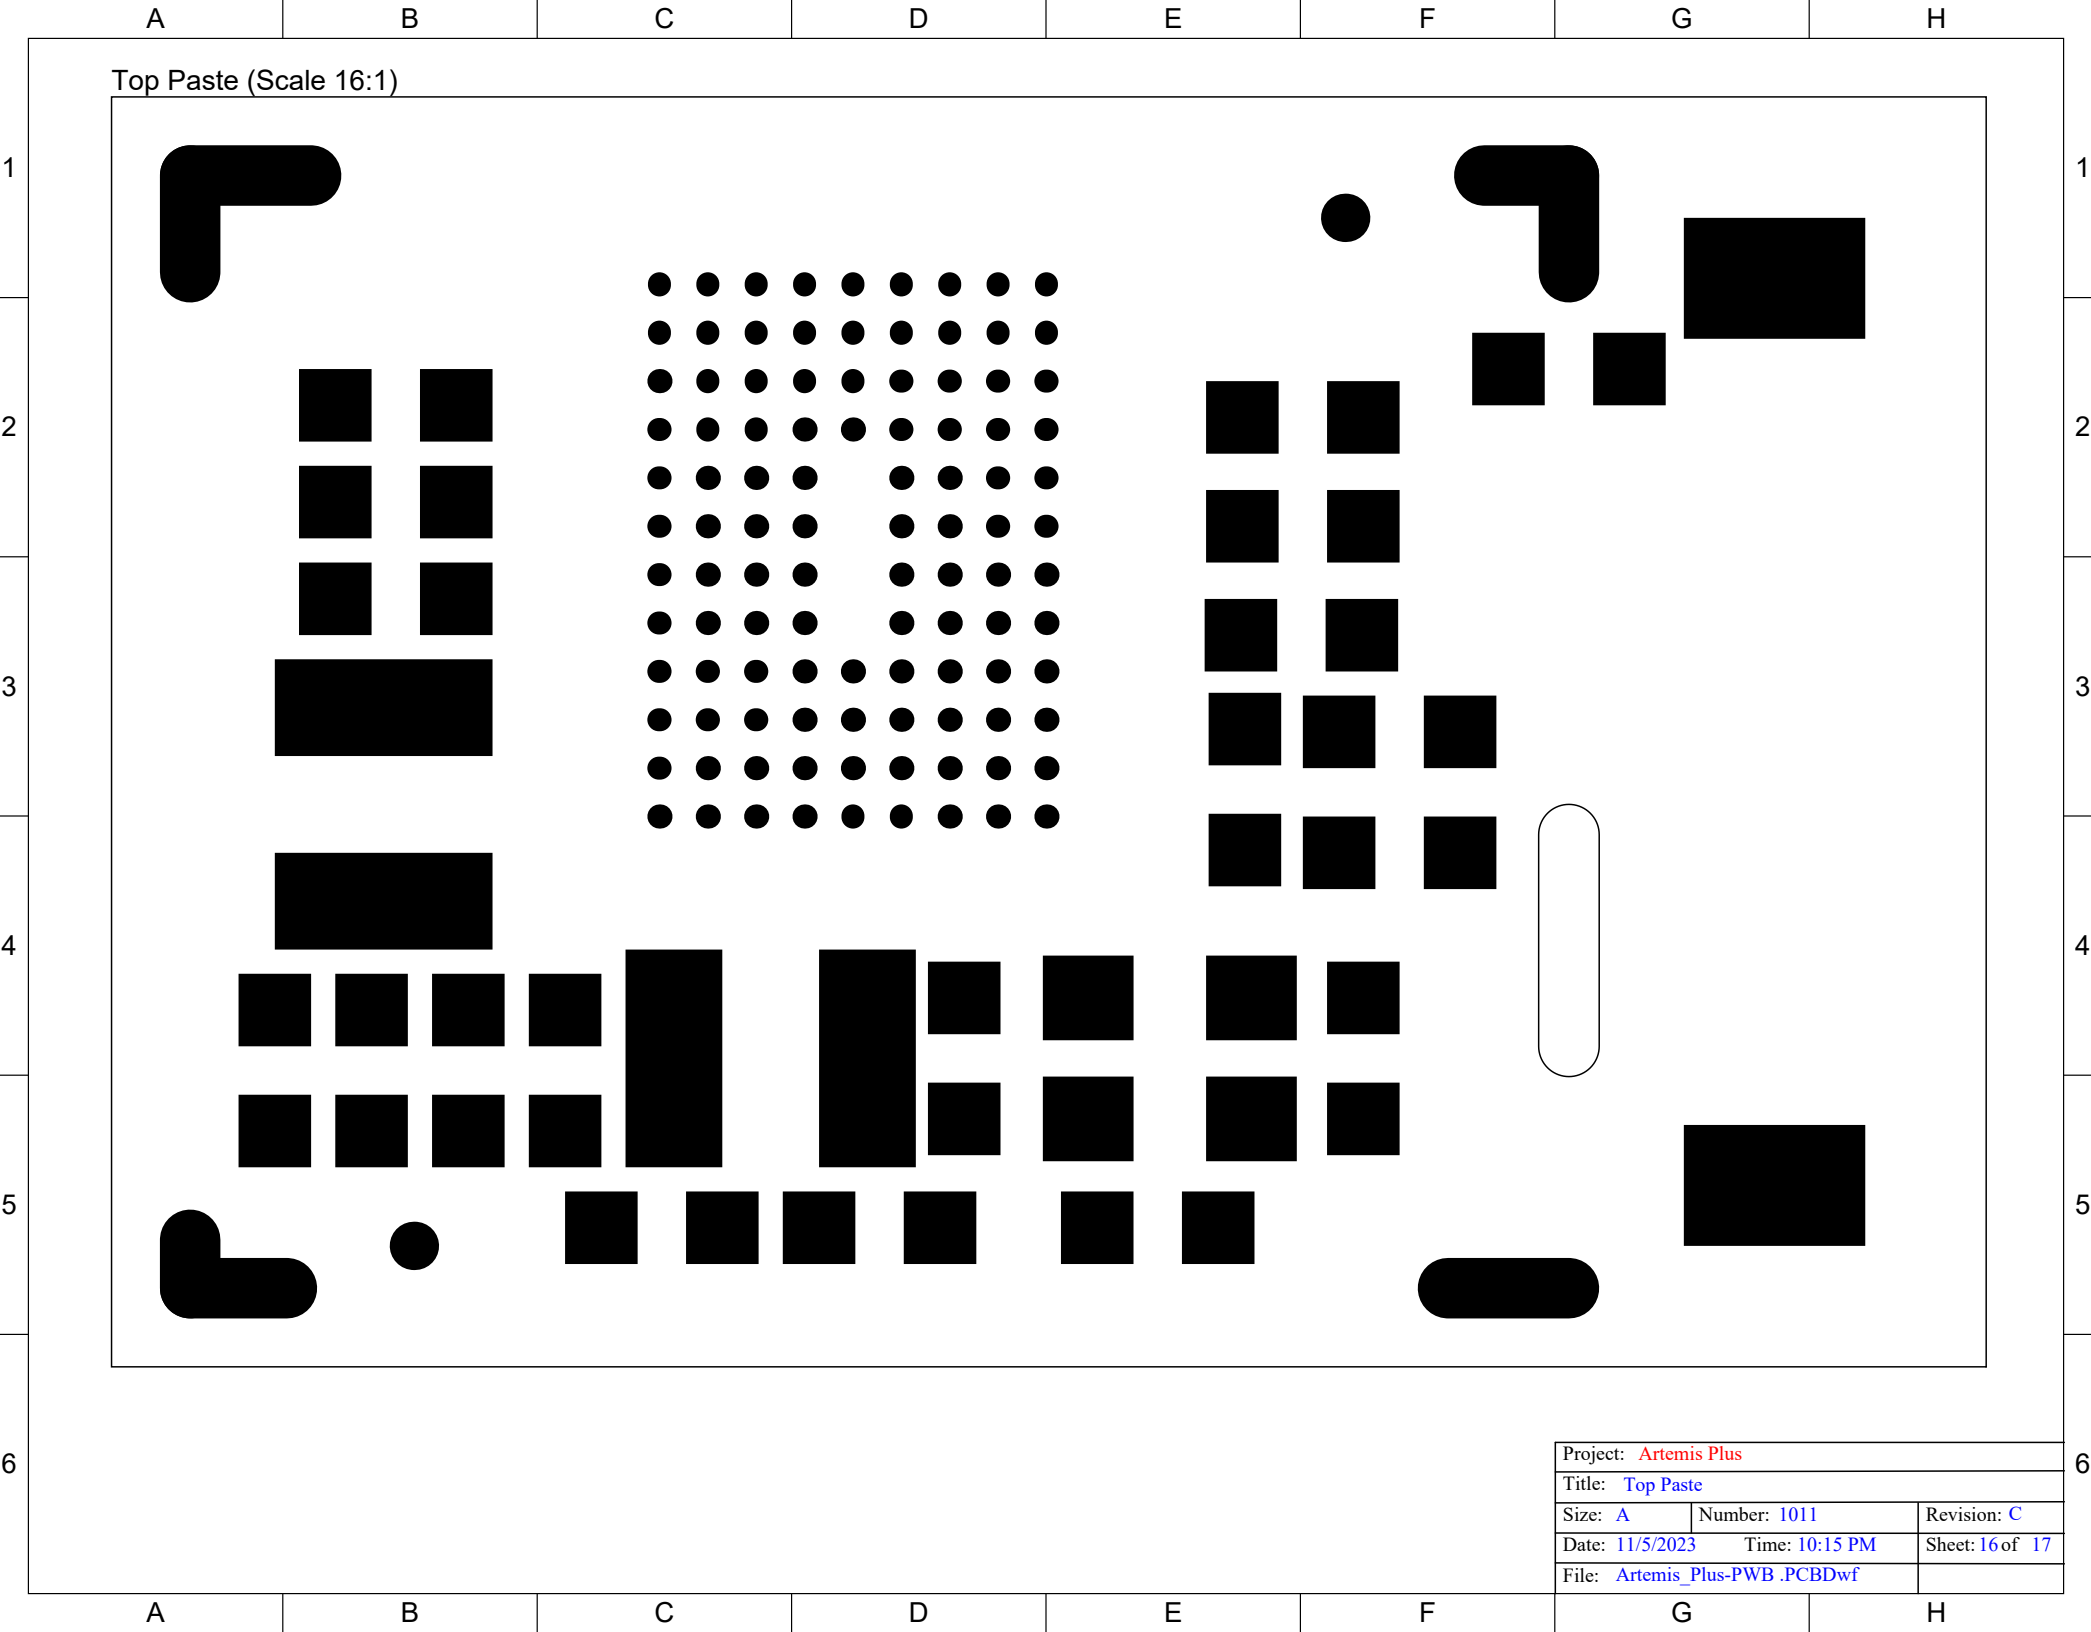 A B C D E F G H
Top Paste (Scale 16:1)
1 1
2 2
3 3
4 4
5 5
6 6
Project: Artemis Plus
Title: Top Paste
Size: A Number: 1011 Revision: C
Date: 11/5/2023 Time: 10:15 PM Sheet: 16 of 17
File: Artemis_Plus-PWB .PCBDwf
A B C D E F G H